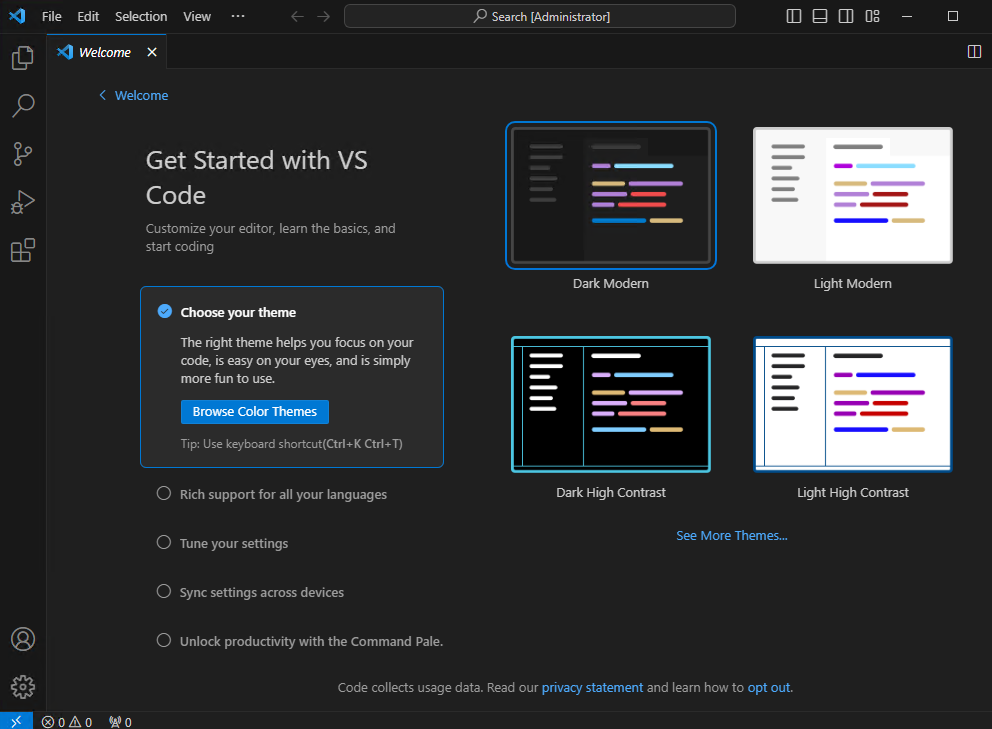 File Edit Selection View ···
Search [Administrator]
Welcome
Welcome
Get Started with VS
Code
Customize your editor, learn the basics, and
start coding
Choose your theme
The right theme helps you focus on your
code, is easy on your eyes, and is simply
more fun to use.
Browse Color Themes
Tip: Use keyboard shortcut(Ctrl+K Ctrl+T)
Rich support for all your languages
Tune your settings
Sync settings across devices
Unlock productivity with the Command Pale.
Dark Modern
Light Modern
Dark High Contrast
Light High Contrast
See More Themes...
Code collects usage data. Read our privacy statement and learn how to opt out.
0 0 0